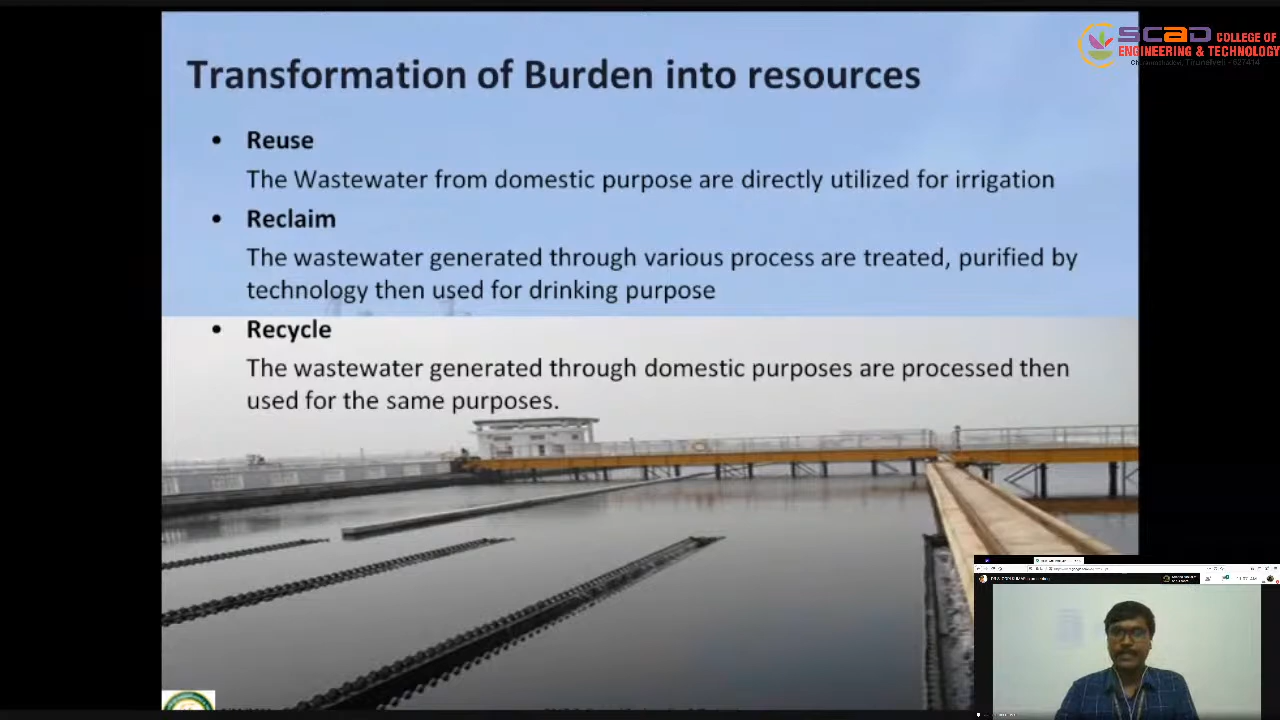 SCAD COLLEGE OF
ENGINEERING & TECHNOLOGY
Tirunelveli - 627414
Transformation of Burden into resources
• Reuse
The Wastewater from domestic purpose are directly utilized for irrigation
• Reclaim
The wastewater generated through various process are treated, purified by
technology then used for drinking purpose
• Recycle
The wastewater generated through domestic purposes are processed then
used for the same purposes.